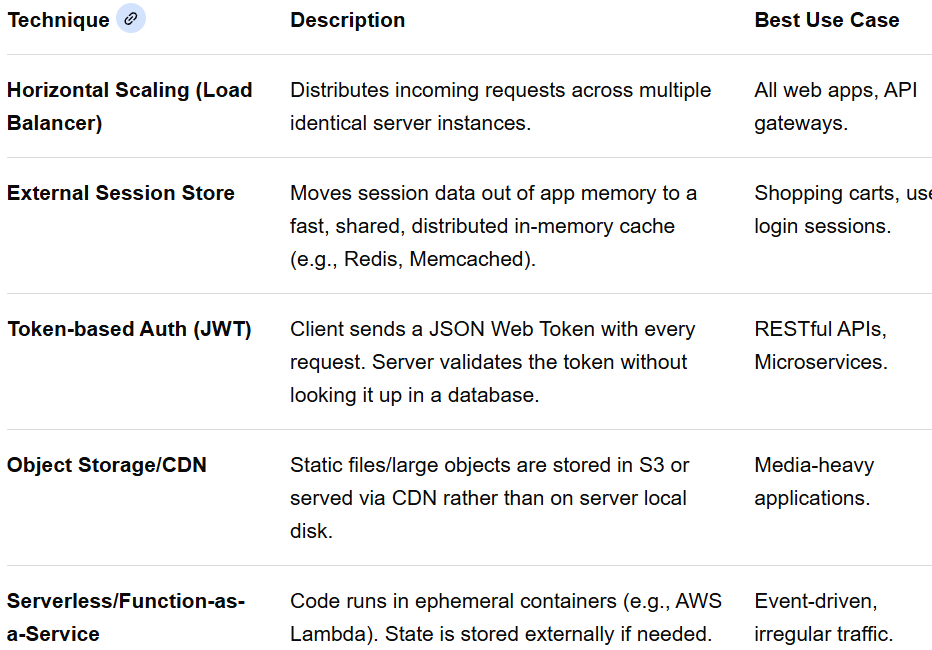 Technique Description Best Use Case
Horizontal Scaling (Load Distributes incoming requests across multiple All web apps, API
Balancer) identical server instances. gateways.
External Session Store Moves session data out of app memory to a Shopping carts, use
fast, shared, distributed in-memory cache login sessions.
(e.g., Redis, Memcached).
Token-based Auth (JWT) Client sends a JSON Web Token with every RESTful APIs,
request. Server validates the token without Microservices.
looking it up in a database.
Object Storage/CDN Static files/large objects are stored in S3 or Media-heavy
served via CDN rather than on server local applications.
disk.
Serverless/Function-as- Code runs in ephemeral containers (e.g., AWS Event-driven,
a-Service Lambda). State is stored externally if needed. irregular traffic.